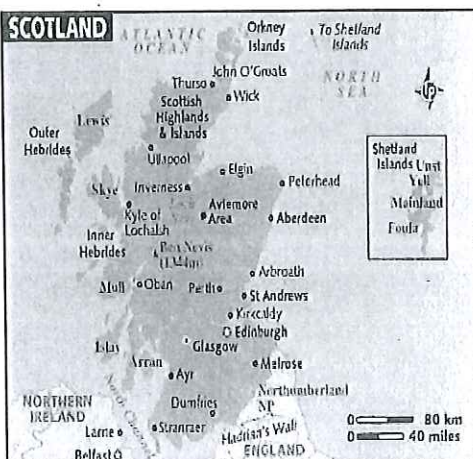 SCOTLAND
ATLANTIC
OCEAN
Orkney
Islands
To Shetland
Islands
John O'Groats
NORTH
SEA
Thurso
Wick
Scottish
Highlands
& Islands
Lewis
Outer
Hebrides
Ullapool
Shetland
Islands Unst
Yell
Mainland
Foula
Elgin
Skye
Inverness
Peterhead
Kyle of
Lochalsh
Aviemore
Area
Aberdeen
Inner
Hebrides
Ben Nevis
(1344m)
Arbroath
Mull
Oban
Perth
St Andrews
Kirkcaldy
Edinburgh
Islay
Glasgow
Arran
Melrose
Ayr
Northumberland
NP
NORTHERN
IRELAND
North Channel
Dumfries
Hadrian's Wall
ENGLAND
Larne
Stranraer
Belfast
0 80 km
0 40 miles